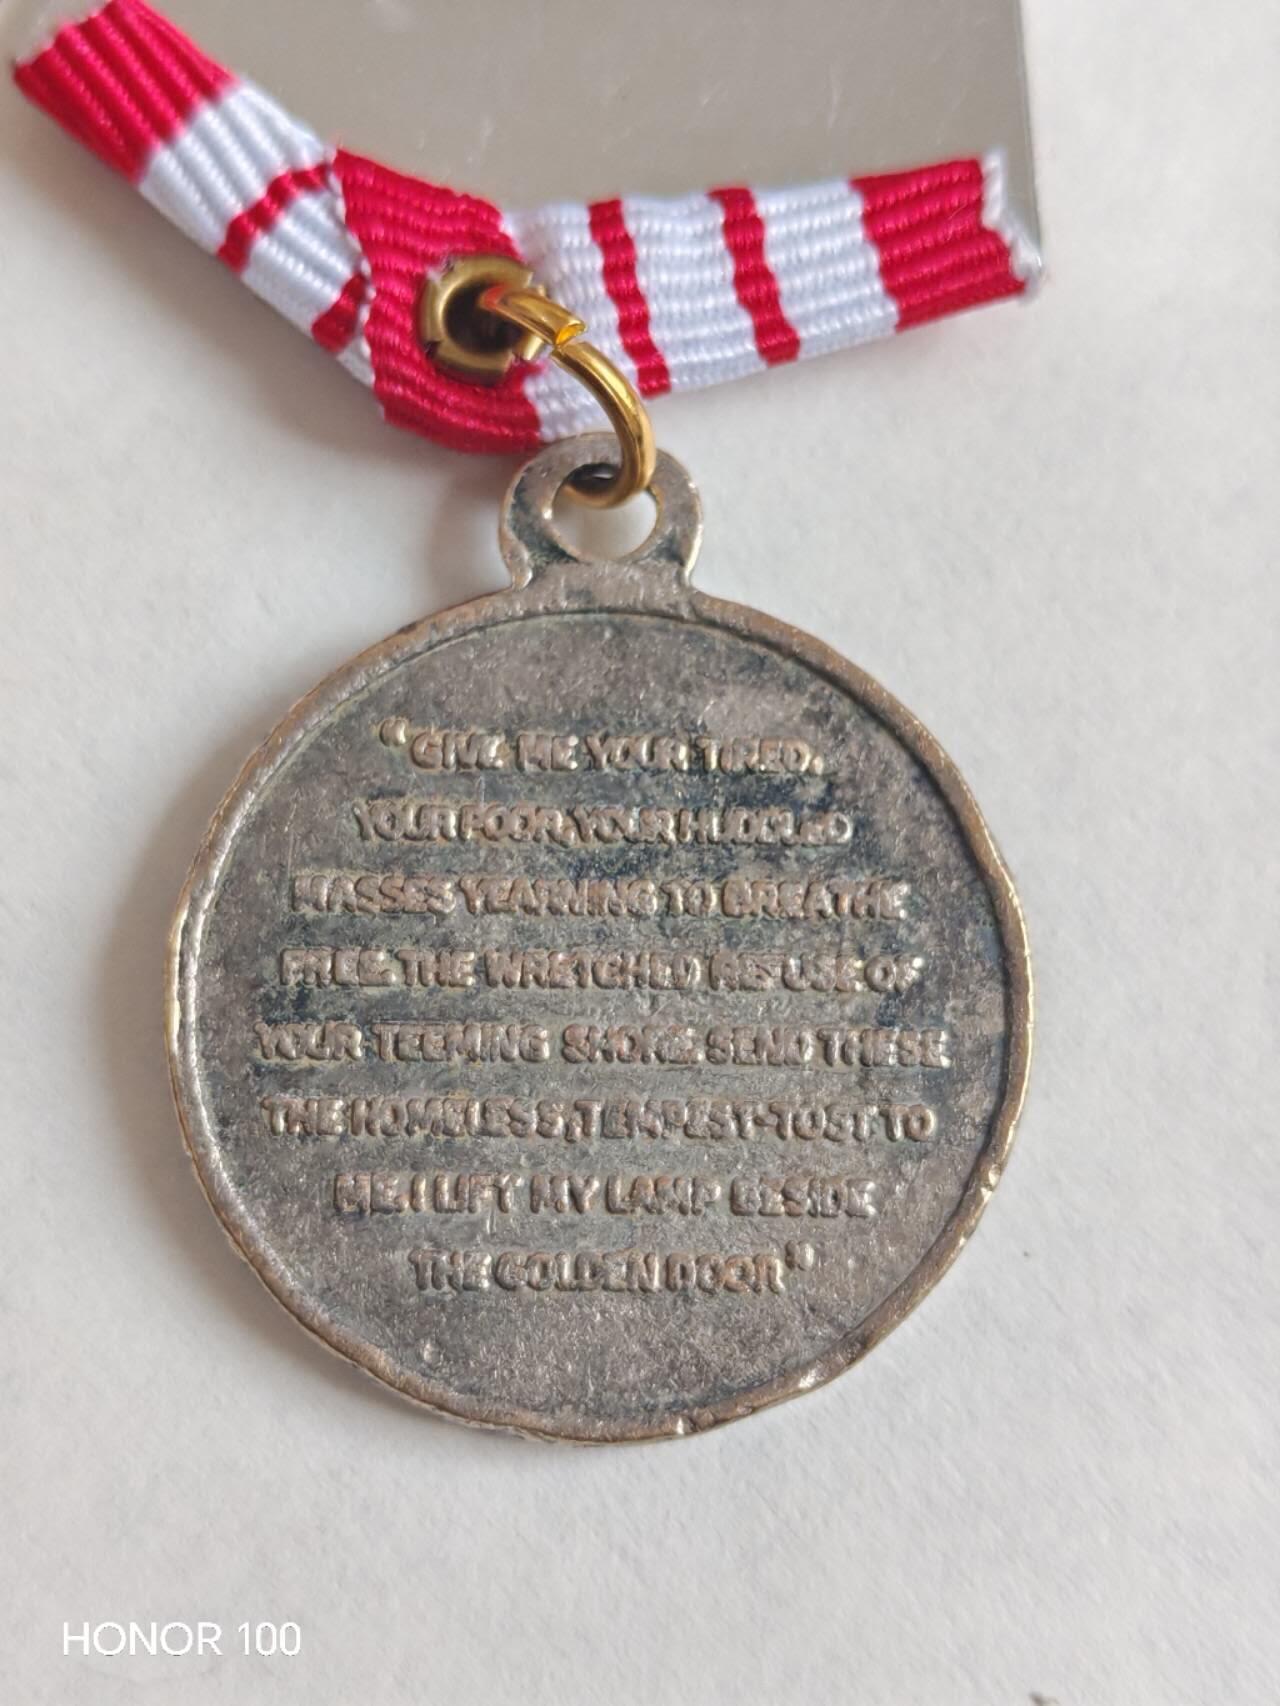 “GIVE ME YOUR TIRED,
YOUR POOR, YOUR HUDDLED
MASSES YEARNING TO BREATHE
FREE. THE WRETCHED REFUSE OF
YOUR TEEMING SHORE. SEND THESE
THE HOMELESS, TEMPEST-TOST TO
ME. I LIFT MY LAMP BESIDE
THE GOLDEN DOOR”
HONOR 100